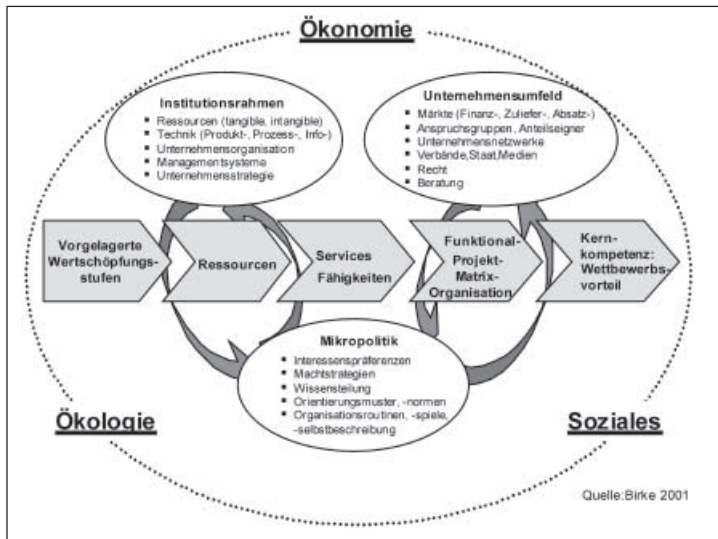 Ökonomie
Institutionsrahmen
▪ Ressourcen (tangible, intangible)
▪ Technik (Produkt-, Prozess-, Info-)
▪ Unternehmensorganisation
▪ Managementsysteme
▪ Unternehmensstrategie
Unternehmensumfeld
▪ Märkte (Finanz-, Zuliefer-, Absatz-)
▪ Anspruchsgruppen, Anteilseigner
▪ Unternehmensnetzwerke
▪ Verbände,Staat,Medien
▪ Recht
▪ Beratung
Vorgelagerte
Wertschöpfungs-
stufen
Ressourcen
Services
Fähigkeiten
Funktional-
Projekt-
Matrix-
Organisation
Kern-
kompetenz:
Wettbewerbs-
vorteil
Mikropolitik
▪ Interessenspräferenzen
▪ Machtstrategien
▪ Wissensteilung
▪ Orientierungsmuster, -normen
▪ Organisationsroutinen, -spiele,
-selbstbeschreibung
Ökologie
Soziales
Quelle:Birke 2001